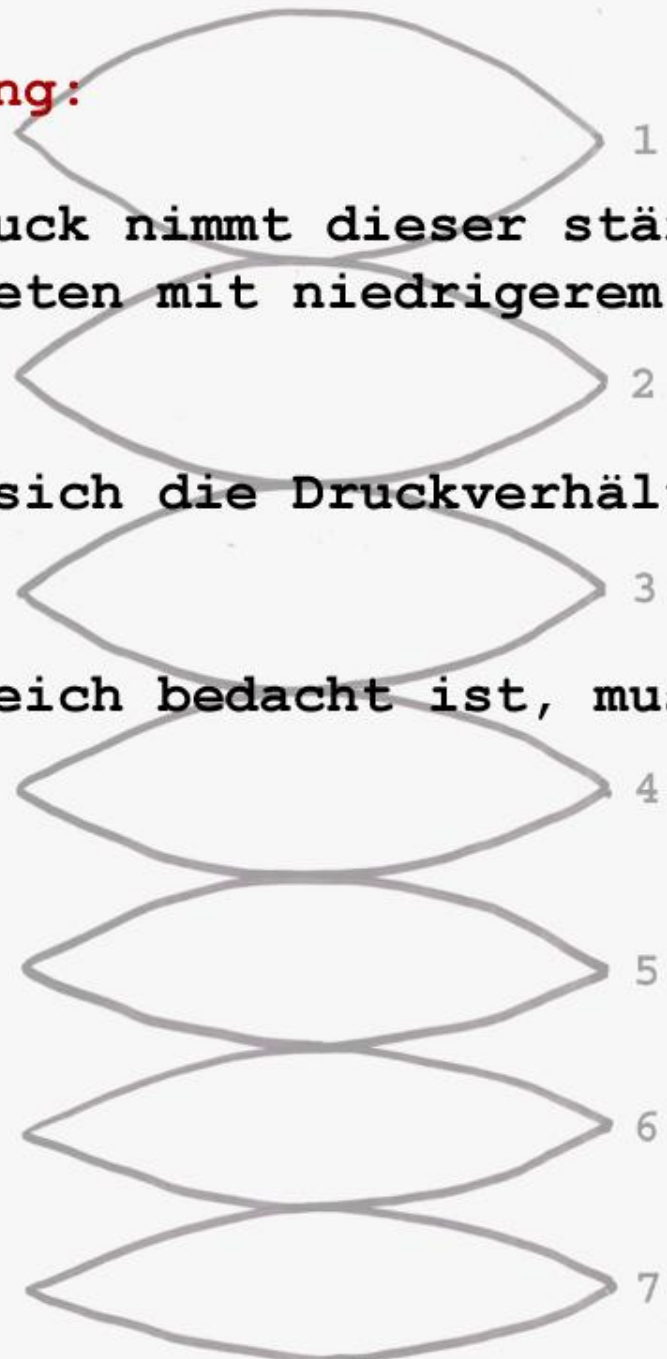 ng:
1
uck nimmt dieser stä
eten mit niedrigerem
2
sich die Druckverhäl
3
eich bedacht ist, mu
4
5
6
7